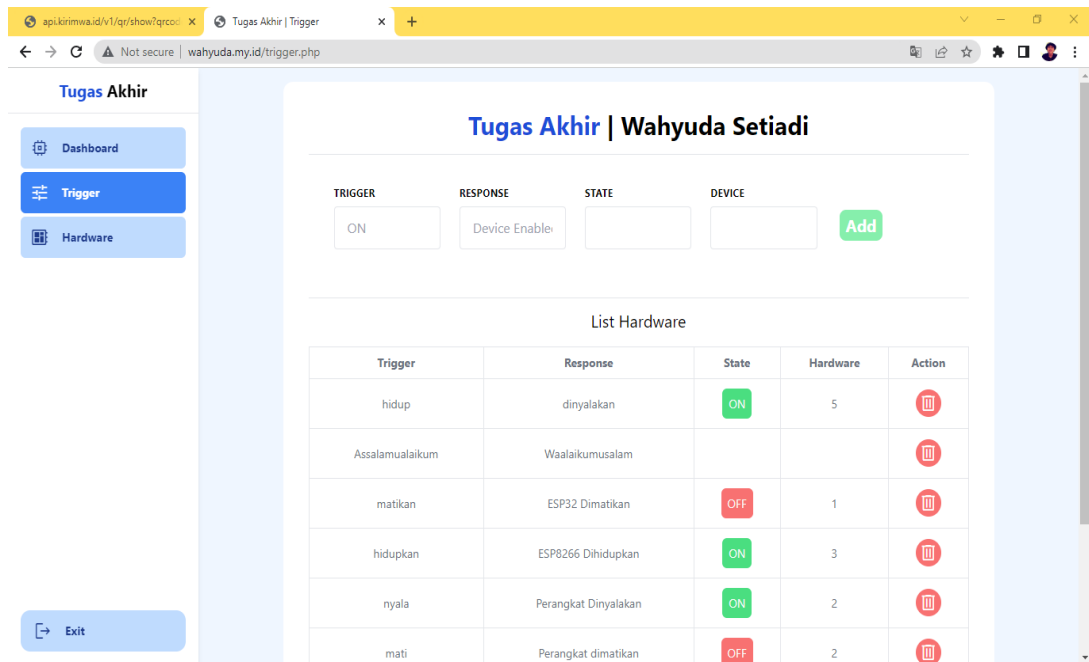 api.kirimwa.id/v1/qr/show?qrcod
Tugas Akhir | Trigger
Not secure | wahyuda.my.id/trigger.php
Tugas Akhir
Dashboard
Trigger
Hardware
Exit
Tugas Akhir | Wahyuda Setiadi
TRIGGER RESPONSE STATE DEVICE
ON Device Enable Add
List Hardware
Trigger Response State Hardware Action
hidup dinyalakan ON 5
Assalamualaikum Waalaikumusalam
matikan ESP32 Dimatikan OFF 1
hidupkan ESP8266 Dihidupkan ON 3
nyala Perangkat Dinyalakan ON 2
mati Perangkat dimatikan OFF 2